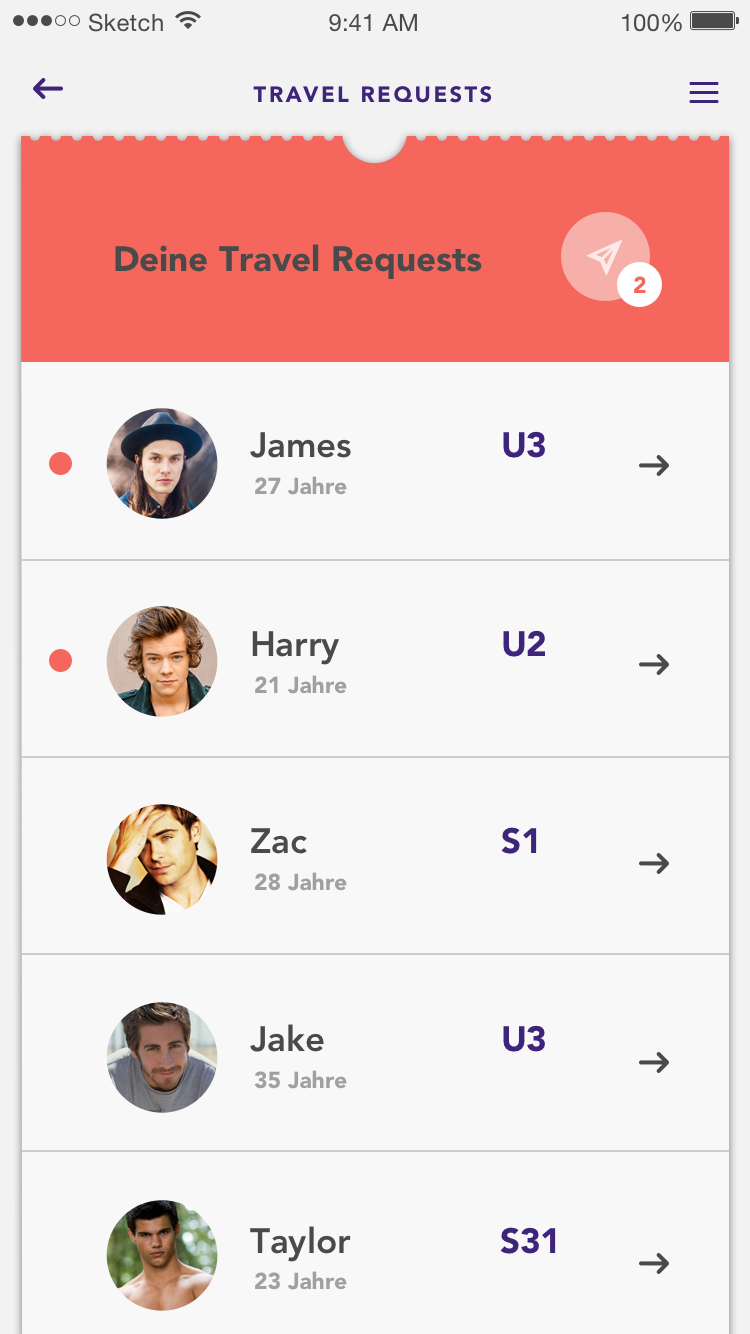 Sketch 9:41 AM 100%
TRAVEL REQUESTS
Deine Travel Requests
2
James U3
27 Jahre
Harry U2
21 Jahre
Zac S1
28 Jahre
Jake U3
35 Jahre
Taylor S31
23 Jahre